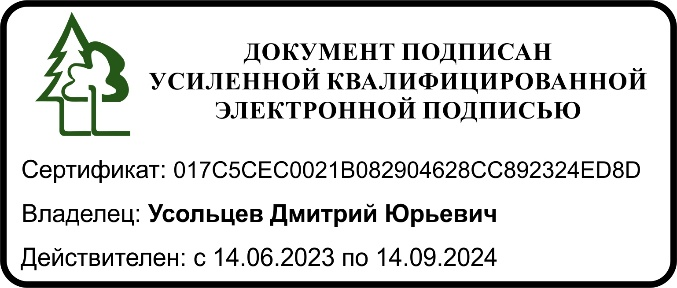 ДОКУМЕНТ ПОДПИСАН
УСИЛЕННОЙ КВАЛИФИЦИРОВАННОЙ
ЭЛЕКТРОННОЙ ПОДПИСЬЮ
Сертификат: 017C5CEC0021B082904628CC892324ED8D
Владелец: Усольцев Дмитрий Юрьевич
Действителен: с 14.06.2023 по 14.09.2024